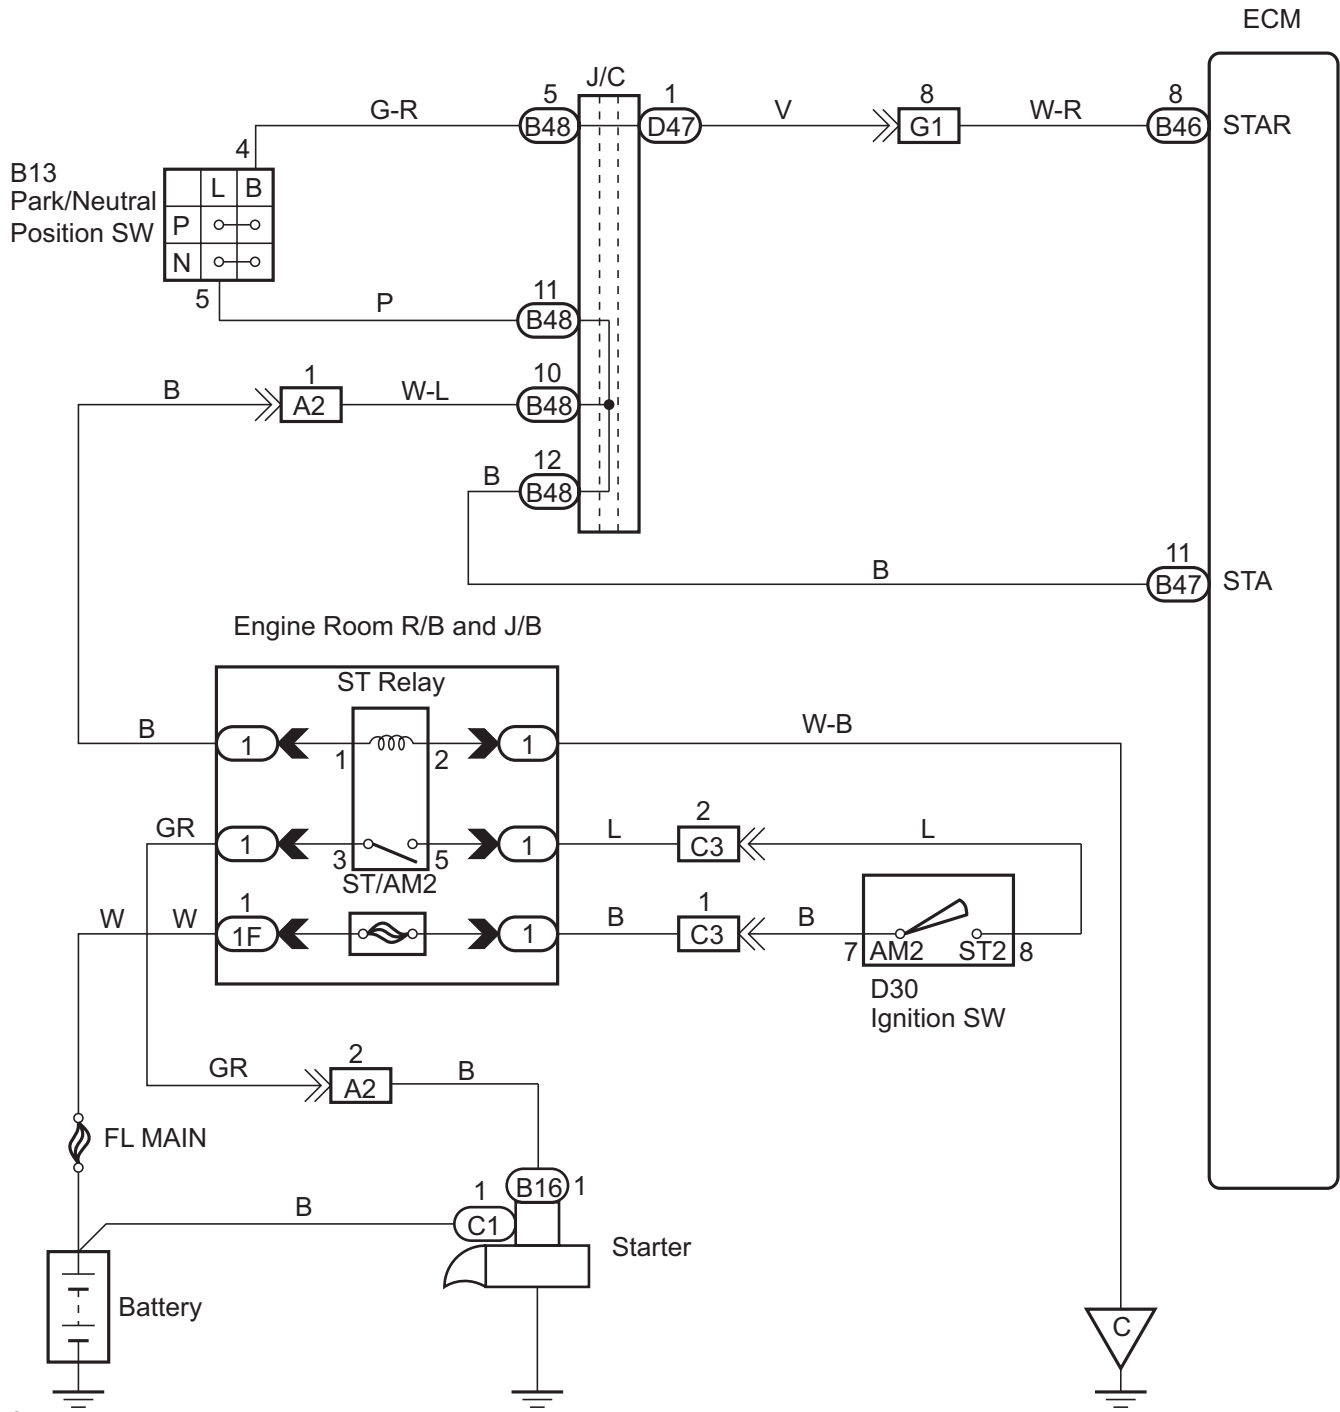 ECM
J/C
5
1
8
8
G-R
B48
D47
V
G1
W-R
B46
STAR
4
B13
Park/Neutral
Position SW
L
B
P
N
5
P
11
B48
1
10
B
A2
W-L
B48
12
B
B48
11
B
B47
STA
Engine Room R/B and J/B
ST Relay
B
1
1
2
1
W-B
GR
1
3
5
1
L
2
C3
L
ST/AM2
W
W
1
1F
1
B
1
C3
B
7
AM2
ST2
8
D30
Ignition SW
2
GR
A2
B
FL MAIN
B16
1
1
B
C1
Starter
Battery
C